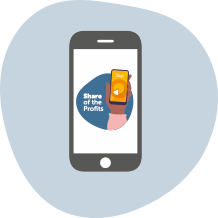 Share
of the
Profits